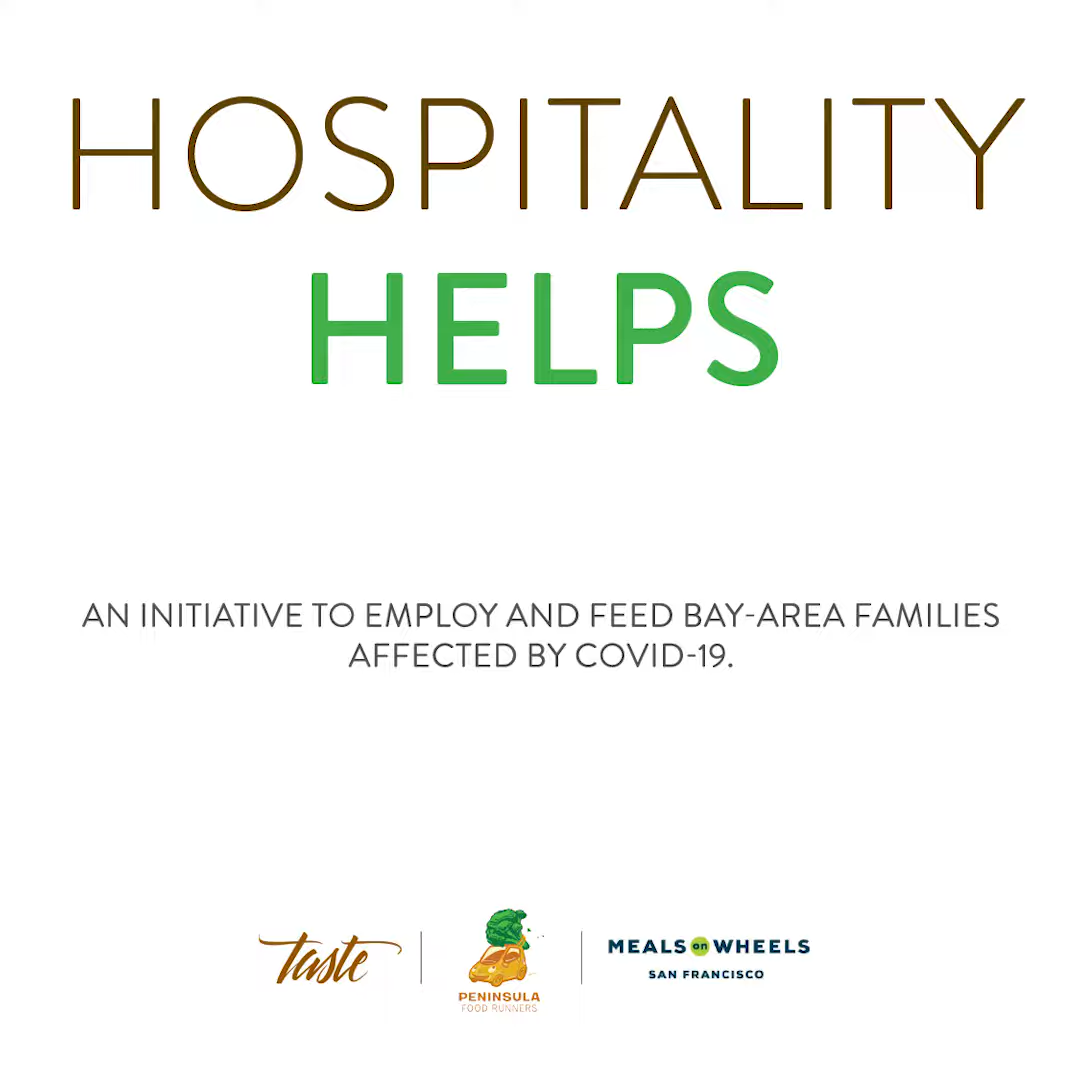 HOSPITALITY
HELPS
AN INITIATIVE TO EMPLOY AND FEED BAY-AREA FAMILIES
AFFECTED BY COVID-19.
taste
PENINSULA
FOOD RUNNERS
MEALS on WHEELS
SAN FRANCISCO